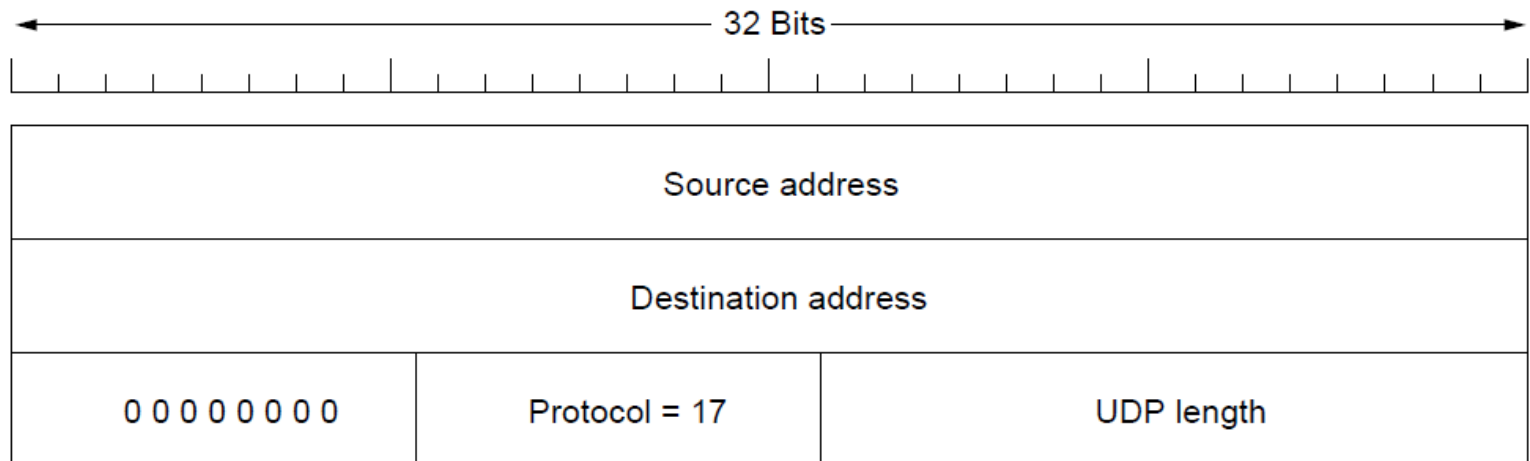 32 Bits
Source address
Destination address
0 0 0 0 0 0 0 0 Protocol = 17 UDP length